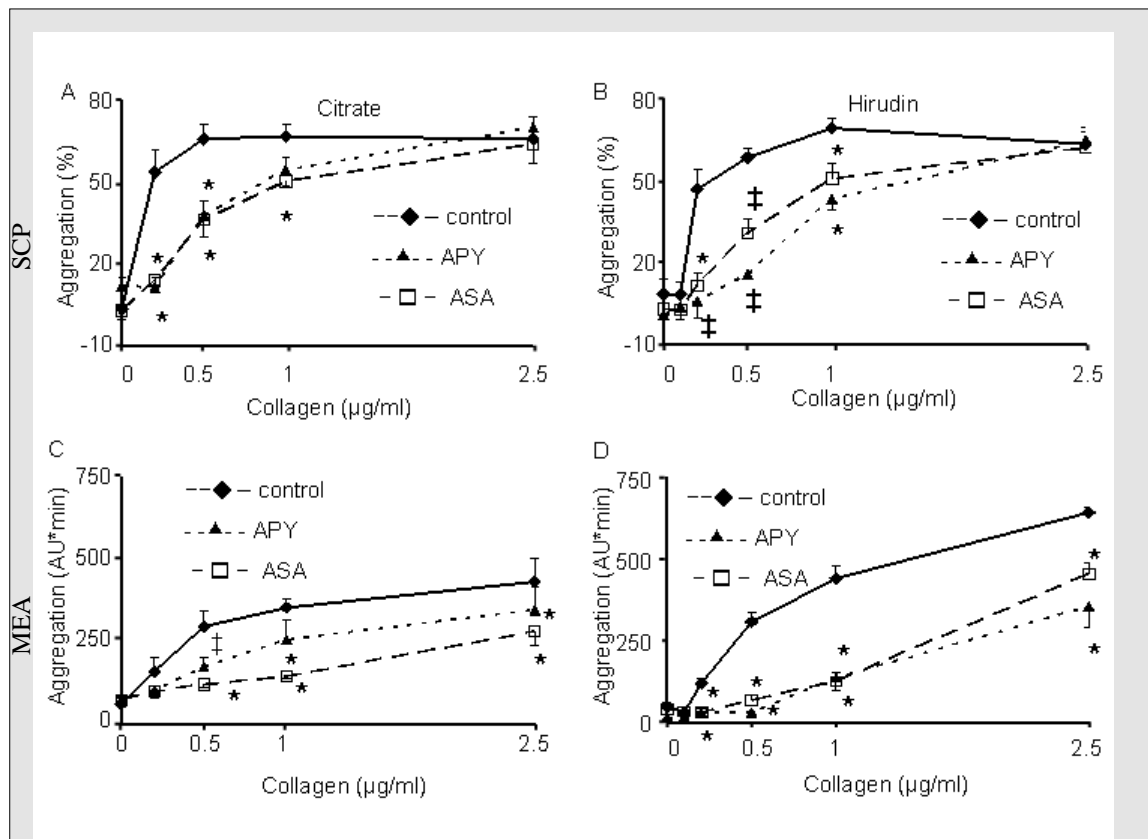 SCP
A
Citrate
80
50
20
-10
Aggregation (%)
control
APY
ASA
*
*
*
*
*
0
0.5
1
2.5
Collagen (µg/ml)
B
Hirudin
80
50
20
-10
Aggregation (%)
control
APY
ASA
*
‡
‡
‡
*
*
0
0.5
1
2.5
Collagen (µg/ml)
MEA
C
750
500
250
0
Aggregation (AU*min)
control
APY
ASA
‡
*
*
*
*
*
0
0.5
1
2.5
Collagen (µg/ml)
D
750
500
250
0
Aggregation (AU*min)
control
APY
ASA
*
*
*
*
*
*
*
*
0
0.5
1
2.5
Collagen (µg/ml)